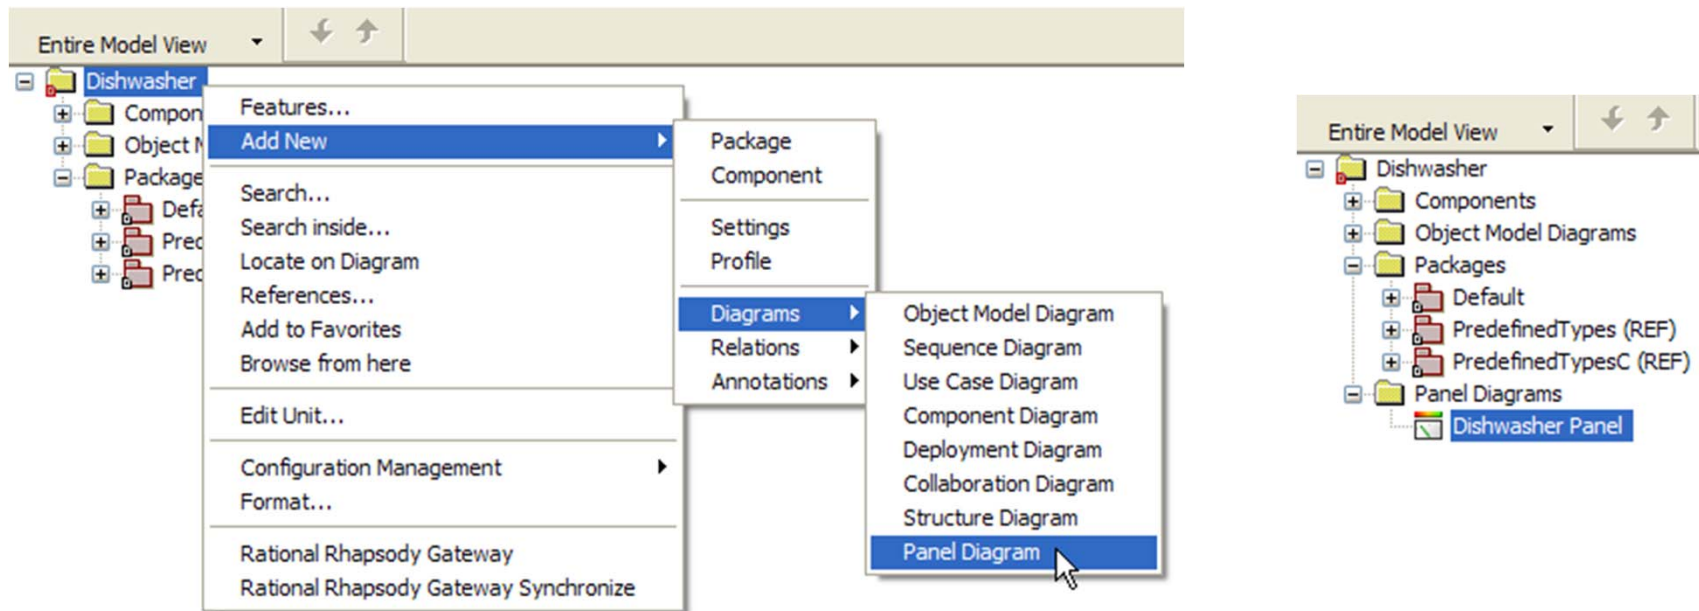 Entire Model View
Dishwasher
Compon
Object M
Package
Defa
Pred
Pred
Features...
Add New
Search...
Search inside...
Locate on Diagram
References...
Add to Favorites
Browse from here
Edit Unit...
Configuration Management
Format...
Rational Rhapsody Gateway
Rational Rhapsody Gateway Synchronize
Package
Component
Settings
Profile
Diagrams
Relations
Annotations
Object Model Diagram
Sequence Diagram
Use Case Diagram
Component Diagram
Deployment Diagram
Collaboration Diagram
Structure Diagram
Panel Diagram
Entire Model View
Dishwasher
Components
Object Model Diagrams
Packages
Default
PredefinedTypes (REF)
PredefinedTypesC (REF)
Panel Diagrams
Dishwasher Panel